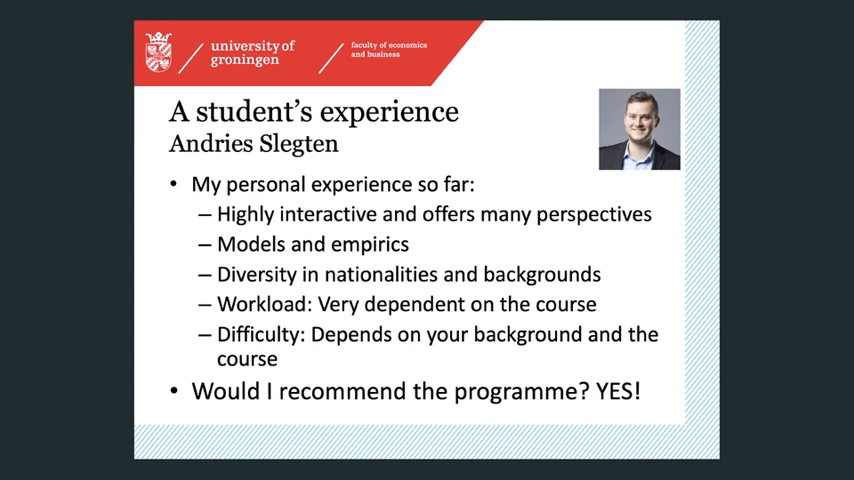 university of
groningen
faculty of economics
and business
A student's experience
Andries Slegten
• My personal experience so far:
– Highly interactive and offers many perspectives
– Models and empirics
– Diversity in nationalities and backgrounds
– Workload: Very dependent on the course
– Difficulty: Depends on your background and the
course
• Would I recommend the programme? YES!